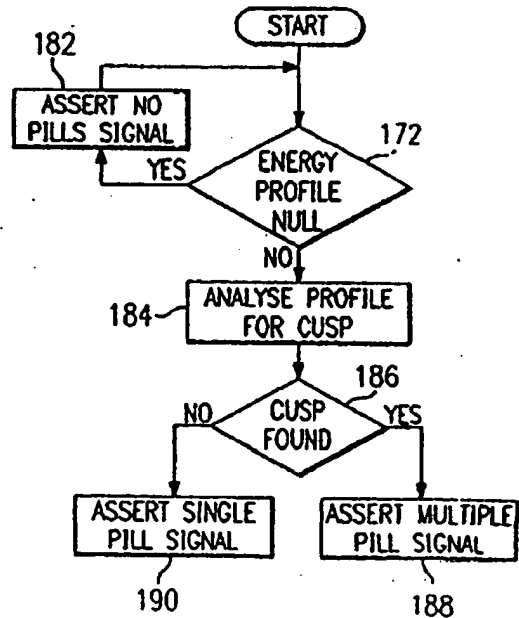 START
182
ASSERT NO
PILLS SIGNAL
172
ENERGY
PROFILE
NULL
YES
NO
184
ANALYSE PROFILE
FOR CUSP
186
CUSP
FOUND
NO
YES
ASSERT SINGLE
PILL SIGNAL
190
ASSERT MULTIPLE
PILL SIGNAL
188